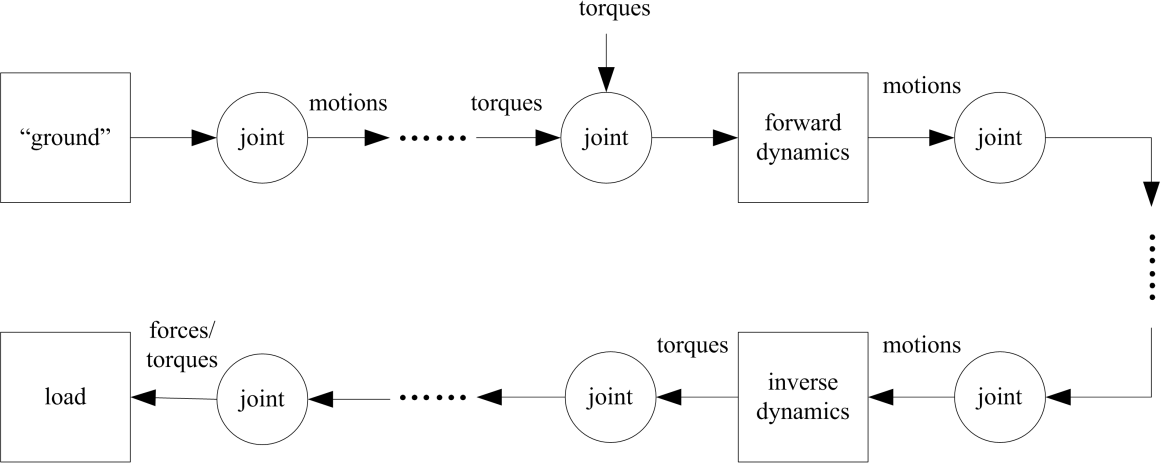 torques
“ground”
joint
motions
torques
joint
forward
dynamics
motions
joint
load
forces/
torques
joint
joint
torques
inverse
dynamics
motions
joint